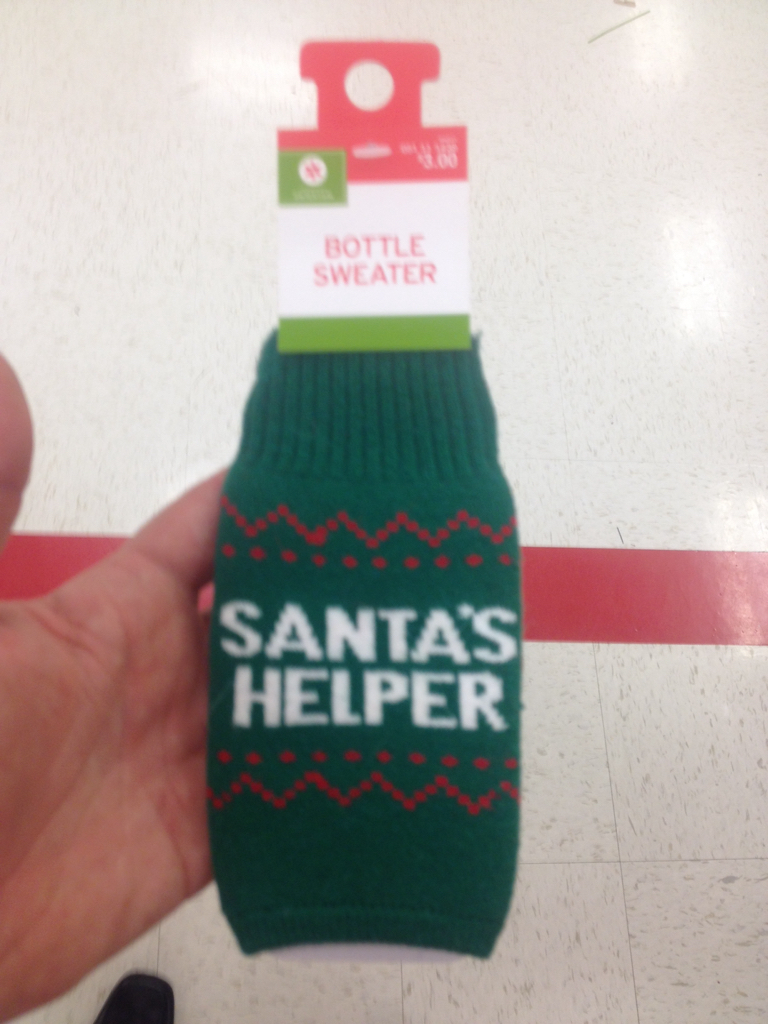 $3.00
BOTTLE
SWEATER
SANTA'S
HELPER